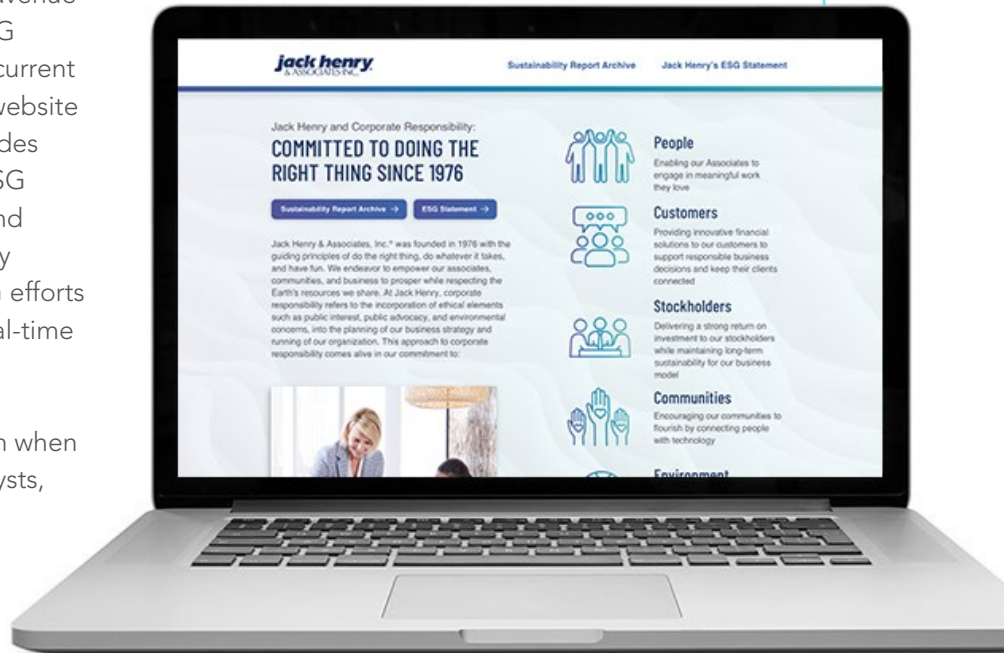 avenue
G
current
website
des
SG
nd
y
efforts
al-time
n when
ysts,
jack henry
& ASSOCIATES INC.
Sustainability Report Archive
Jack Henry's ESG Statement
Jack Henry and Corporate Responsibility:
COMMITTED TO DOING THE
RIGHT THING SINCE 1976
Sustainability Report Archive →
ESG Statement →
Jack Henry & Associates, Inc.® was founded in 1976 with the
guiding principles of do the right thing, do whatever it takes,
and have fun. We endeavor to empower our associates,
communities, and business to prosper while respecting the
Earth's resources we share. At Jack Henry, corporate
responsibility refers to the incorporation of ethical elements
such as public interest, public advocacy, and environmental
concerns, into the planning of our business strategy and
running of our organization. This approach to corporate
responsibility comes alive in our commitment to:
People
Enabling our Associates to
engage in meaningful work
they love
Customers
Providing innovative financial
solutions to our customers to
support responsible business
decisions and keep their clients
connected
Stockholders
Delivering a strong return on
investment to our stockholders
while maintaining long-term
sustainability for our business
model
Communities
Encouraging our communities to
flourish by connecting people
with technology
Environment